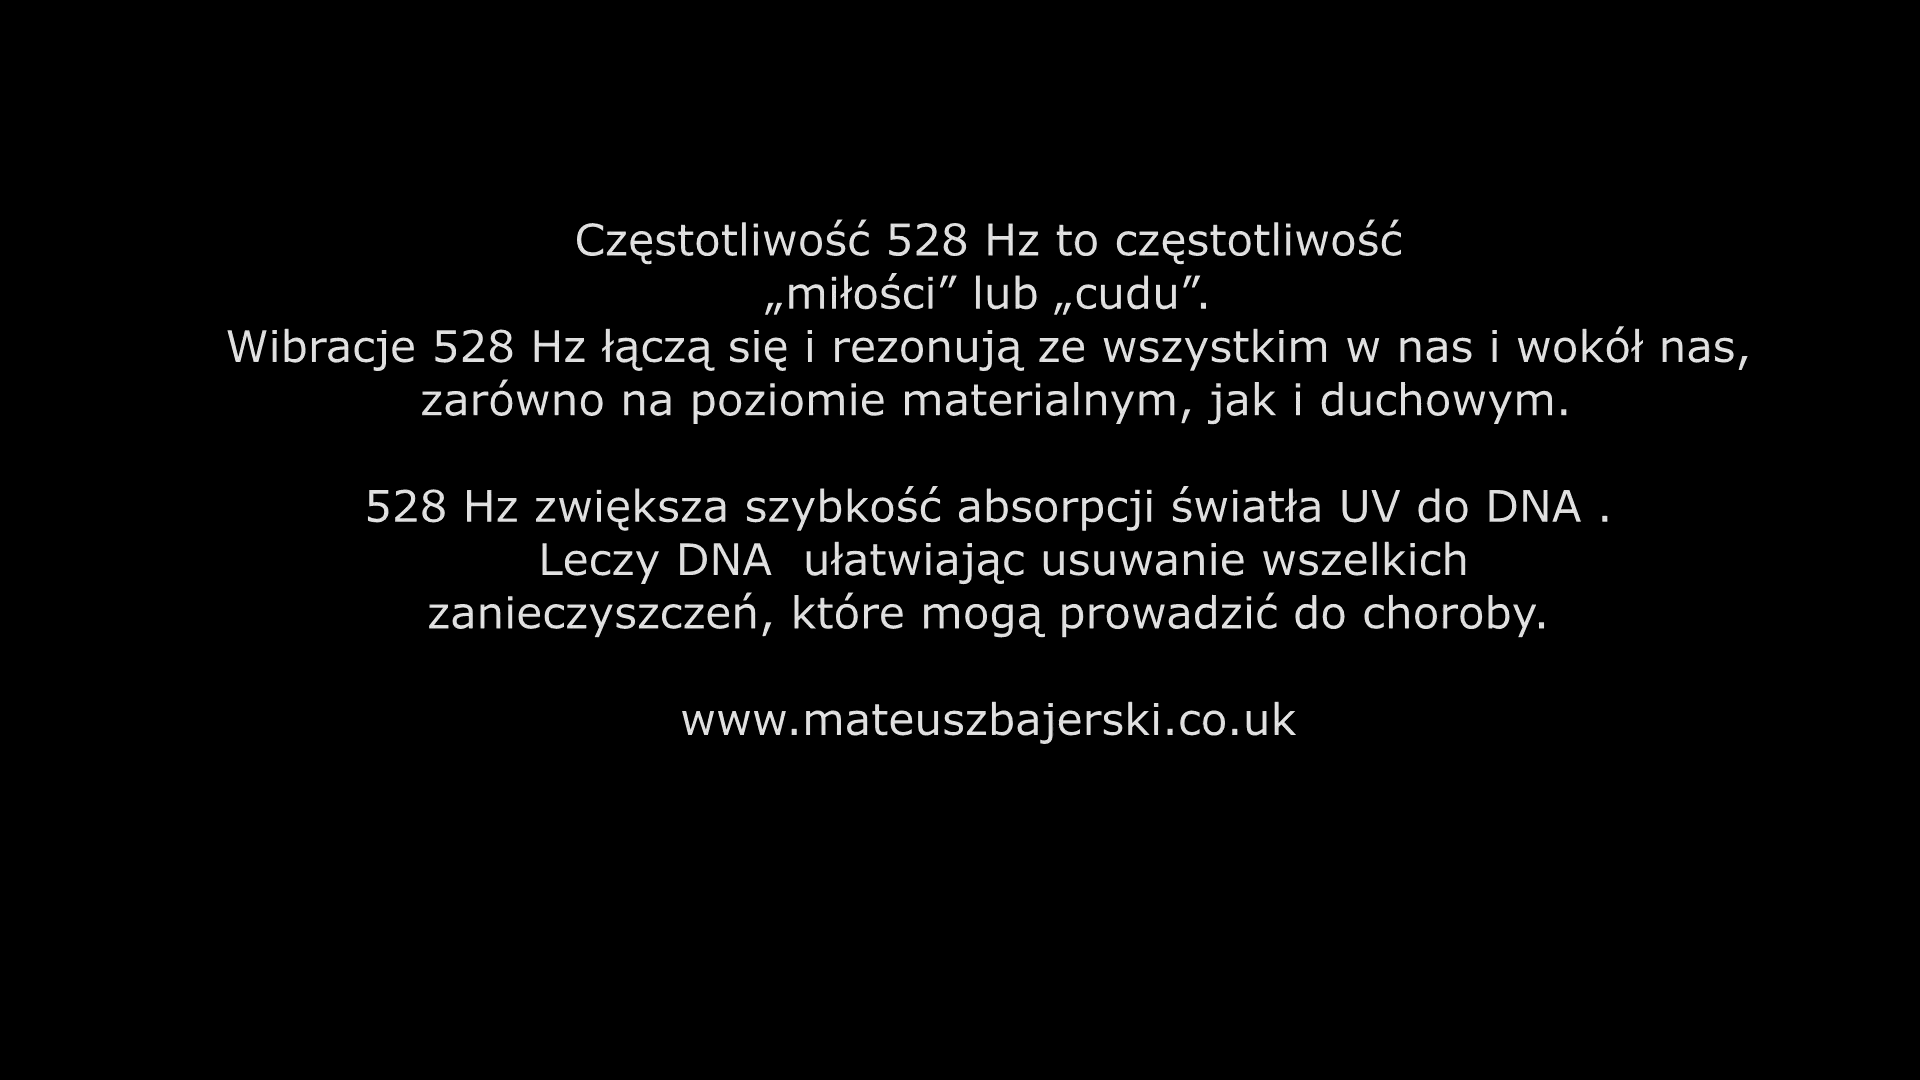 Częstotliwość 528 Hz to częstotliwość
„miłości” lub „cudu”.
Wibracje 528 Hz łączą się i rezonują ze wszystkim w nas i wokół nas,
zarówno na poziomie materialnym, jak i duchowym.
528 Hz zwiększa szybkość absorpcji światła UV do DNA .
Leczy DNA  ułatwiając usuwanie wszelkich
zanieczyszczeń, które mogą prowadzić do choroby.
www.mateuszbajerski.co.uk